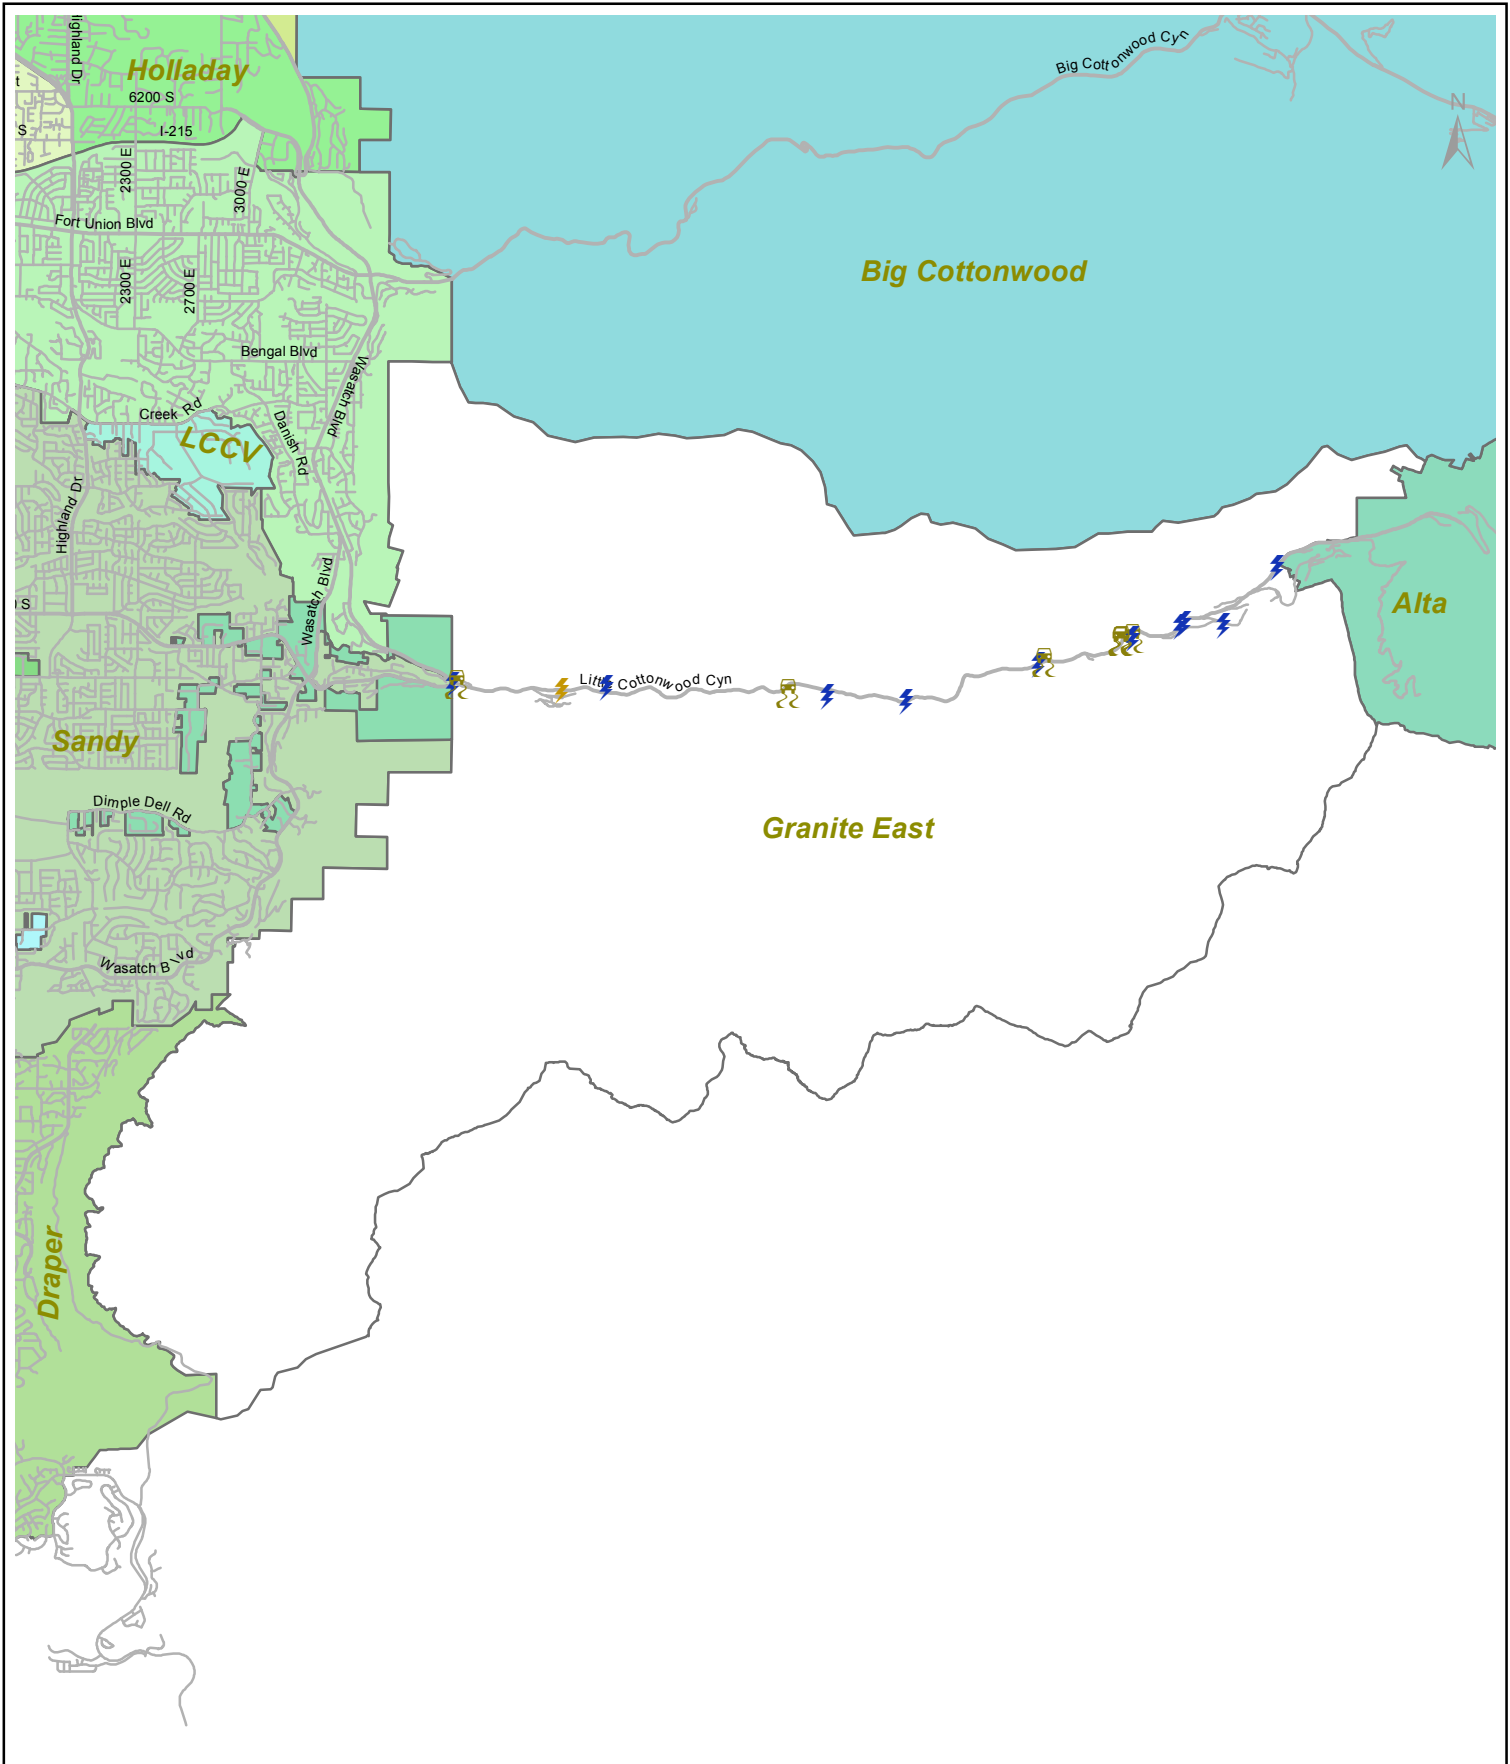 Highland Dr
Holladay
Big Cottonwood Cyn
t
6200 S
N
S
I-215
2300 E
3000 E
Fort Union Blvd
Big Cottonwood
2300 E
2700 E
Bengal Blvd
Wasatch Blvd
Creek Rd
Danish Rd
LCCV
Highland Dr
Wasatch Blvd
S
Alta
Little Cottonwood Cyn
Sandy
Dimple Dell Rd
Granite East
Wasatch Blvd
Draper